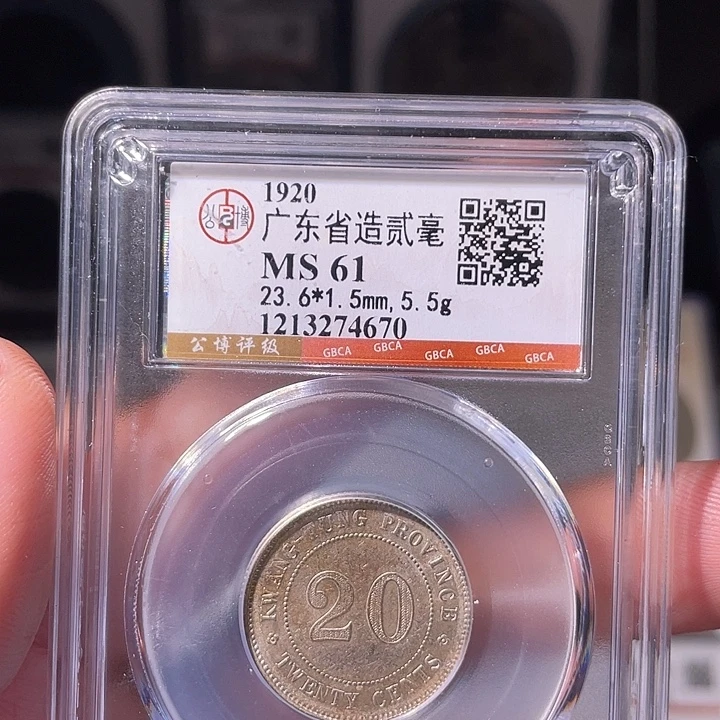 1920
广东省造贰毫
MS 61
23.6*1.5mm,5.5g
1213274670
公博 评级
GBCA GBCA GBCA GBCA GBCA
GBCA
KWANG-TUNG PROVINCE
20
TWENTY CENTS